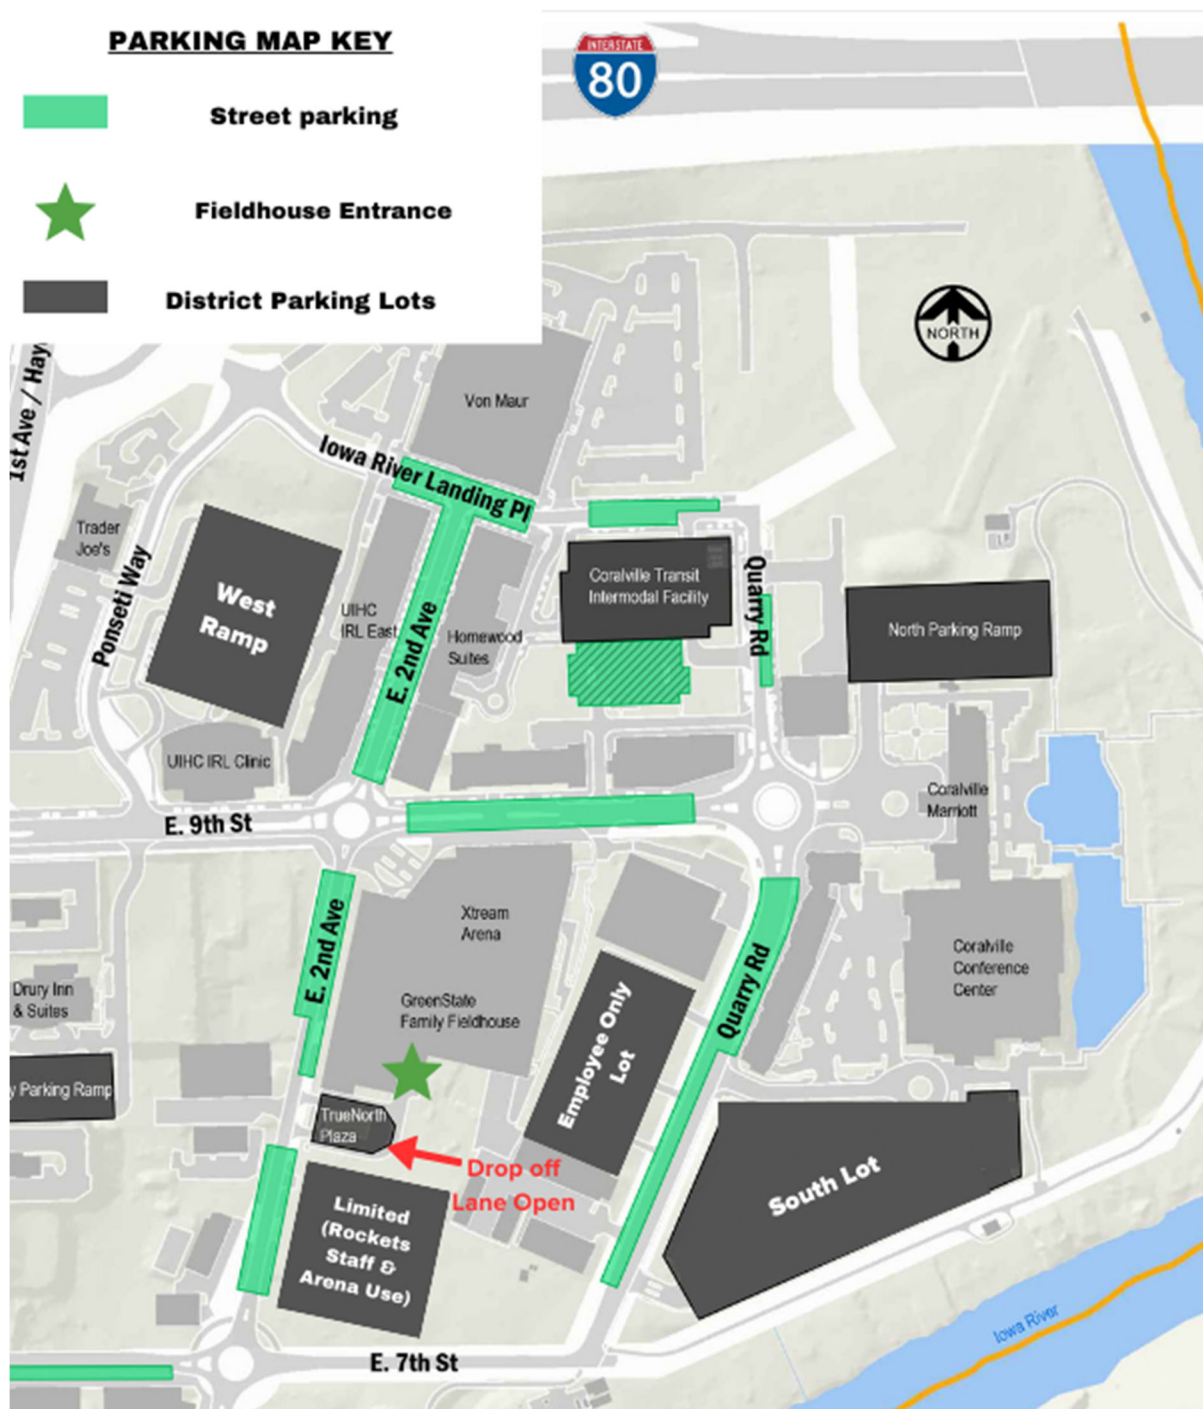 PARKING MAP KEY
Street parking
Fieldhouse Entrance
District Parking Lots
INTERSTATE
80
NORTH
1st Ave / Hay
Von Maur
Iowa River Landing Pl
Trader
Joe's
Ponseti Way
West
Ramp
UIHC
IRL East
E. 2nd Ave
Homewood
Suites
Coralville Transit
Intermodal Facility
Quarry Rd
North Parking Ramp
UIHC IRL Clinic
E. 9th St
Coralville
Marriott
Xtream
Arena
E. 2nd Ave
Drury Inn
& Suites
GreenState
Family Fieldhouse
Employee Only
Lot
Quarry Rd
Coralville
Conference
Center
y Parking Ramp
TrueNorth
Plaza
Drop off
Lane Open
Limited
(Rockets
Staff &
Arena Use)
South Lot
Iowa River
E. 7th St